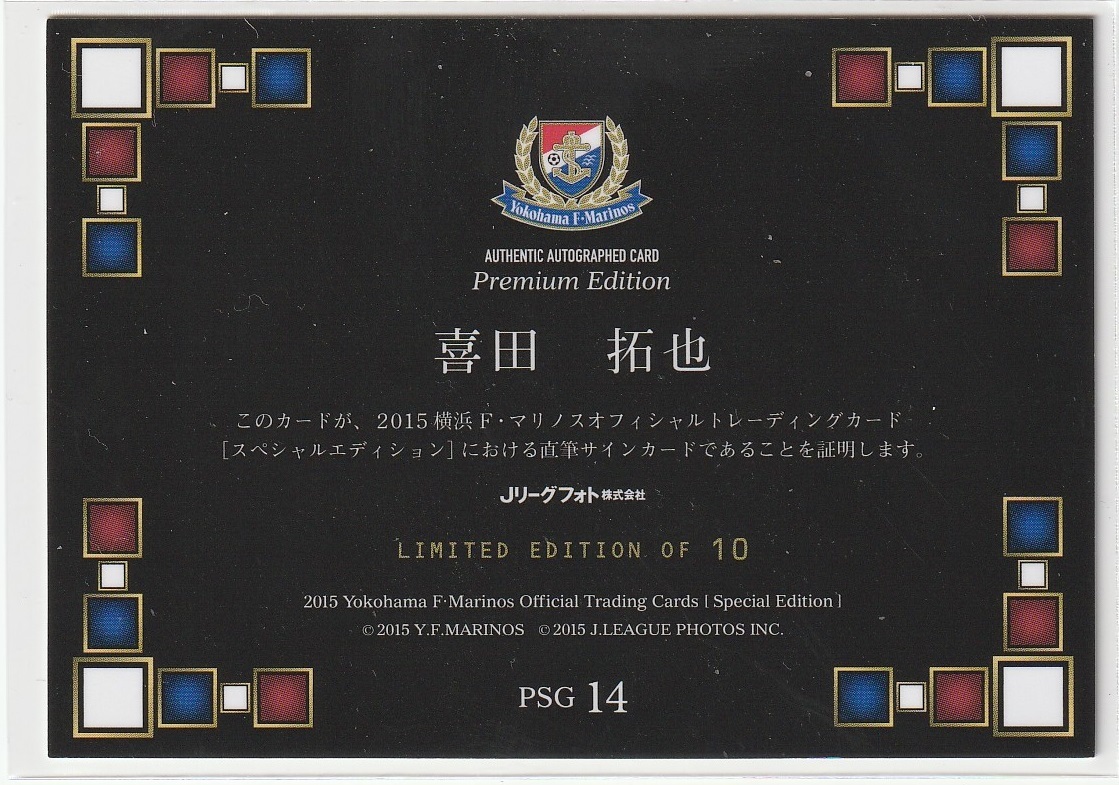 Yokohama F·Marinos
AUTHENTIC AUTOGRAPHED CARD
Premium Edition
喜田　拓也
このカードが、2015 横浜 F・マリノスオフィシャルトレーディングカード
［スペシャルエディション］における直筆サインカードであることを証明します。
Jリーグフォト株式会社
LIMITED EDITION OF 10
2015 Yokohama F·Marinos Official Trading Cards [ Special Edition ]
©2015 Y.F.MARINOS ©2015 J.LEAGUE PHOTOS INC.
PSG 14